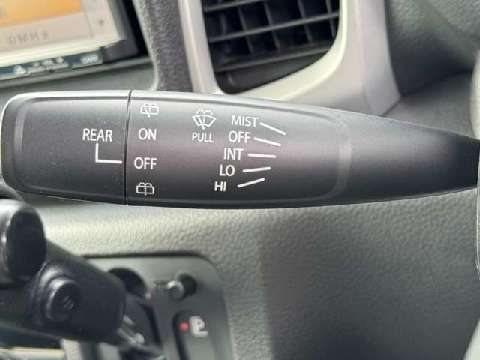 REAR
ON
OFF
PULL
MIST
OFF
INT
LO
HI